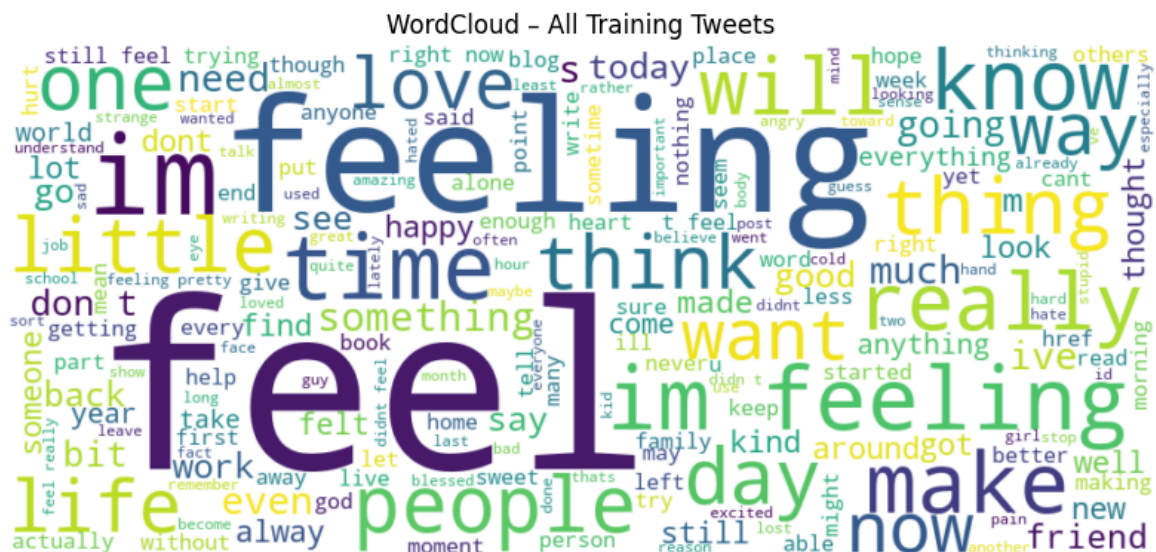 WordCloud – All Training Tweets
still feel trying though right now blog s today place will hope thinking others
hurt one need almost love least rather mind week looking sense know especially
strange start wanted anyone said point write sometime nothing angry toward going way ve
world understand dont talk feeling hated important everything already
lot im put amazing alone seem body guess yet cant
go sad end used thing m thought
little writing see happy enough heart t feel post right look
job eye great often believe went word cold
school feeling pretty quite time lately hour think good much hand stupid
mean give loved maybe sure made didnt less really hard hate
don t every find something come want two href
sort getting face book ill anything ive read id morning
part show feel guy month tell everyone many never u started
someone back help didnt feel im feeling didn t use
year long felt home say kid keep
leave take last family kind around got girl stop
bit first fact let bad may better well
feel really work away live blessed sweet thats left day make making
life remember even god people done try might excited pain new
actually become without alway moment person still reason lost able now another friend